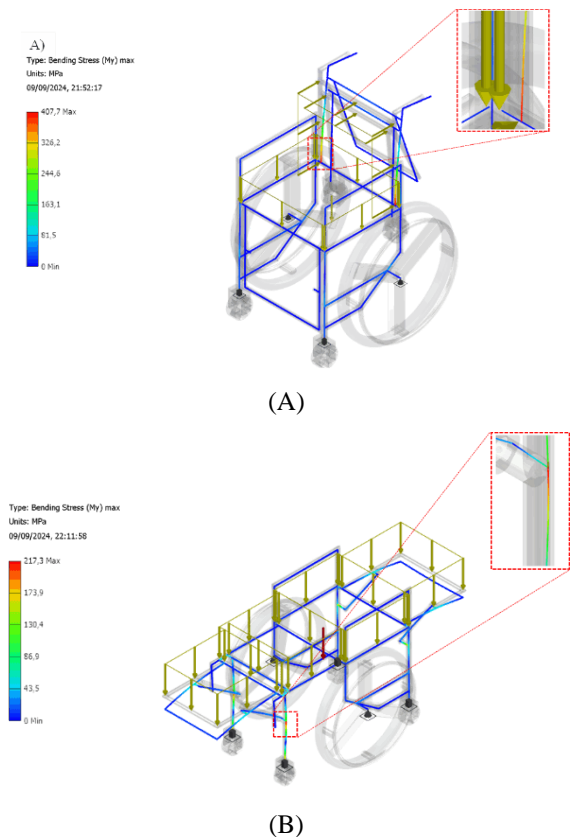 A)
Type: Bending Stress (My) max
Units: MPa
09/09/2024, 21:52:17
407,7 Max
326,2
244,6
163,1
81,5
0 Min
(A)
Type: Bending Stress (My) max
Units: MPa
09/09/2024, 22:11:58
217,3 Max
173,9
130,4
86,9
43,5
0 Min
(B)